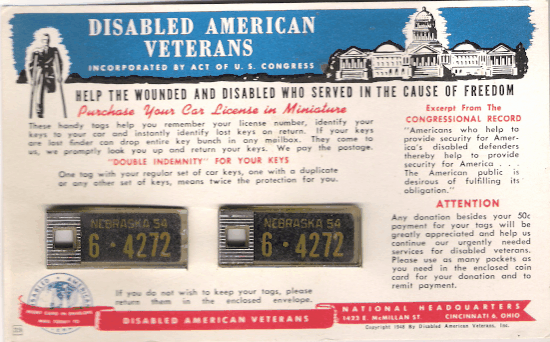 DISABLED AMERICAN
VETERANS
INCORPORATED BY ACT OF U. S. CONGRESS
HELP THE WOUNDED AND DISABLED WHO SERVED IN THE CAUSE OF FREEDOM
Purchase Your Car License in Miniature
These handy tags help you remember your license number, identify your
keys to your car and instantly identify lost keys on return. If your keys
are lost finder can drop entire key bunch in any mailbox. They come to
us, we promptly look you up and return your keys. We pay the postage.
"DOUBLE INDEMNITY" FOR YOUR KEYS
One tag with your regular set of car keys, one with a duplicate
or any other set of keys, means twice the protection for you.
Excerpt From The
CONGRESSIONAL RECORD
"Americans who help to
provide security for Amer-
ica's disabled defenders
thereby help to provide
security for America . . .
The American public is
desirous of fulfilling its
obligation."
ATTENTION
Any donation besides your 50c
payment for your tags will be
greatly appreciated and help us
continue our urgently needed
services for disabled veterans.
Please use as many pockets as
you need in the enclosed coin
card for your donation and to
remit payment.
NEBRASKA 54
6·4272
NEBRASKA 54
6·4272
If you do not wish to keep your tags, please
return them in the enclosed envelope.
DISABLED AMERICAN
INSERT CARD IN ENVELOPE
MAIL TODAY TO
DISABLED AMERICAN VETERANS
NATIONAL HEADQUARTERS
1423 E. McMILLAN ST. CINCINNATI 6, OHIO
Copyright 1948 By Disabled American Veterans, Inc.